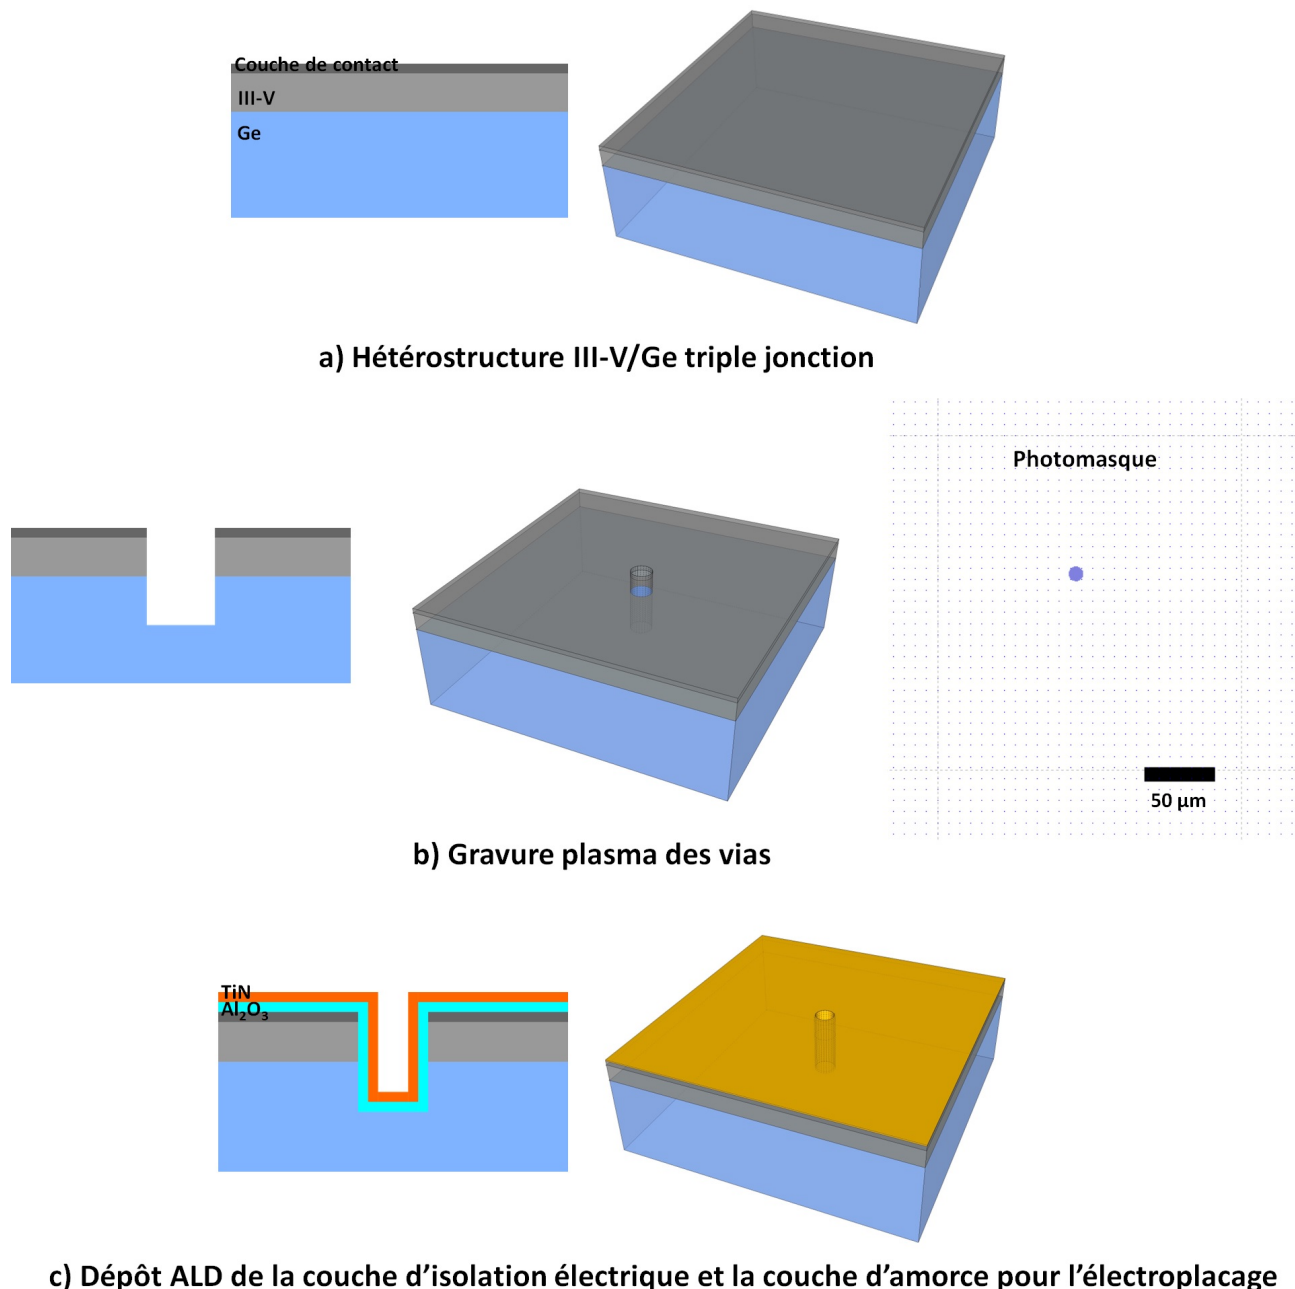 Couche de contact
III-V
Ge
a) Hétérostructure III-V/Ge triple jonction
Photomasque
50 µm
b) Gravure plasma des vias
TiN
Al₂O₃
c) Dépôt ALD de la couche d’isolation électrique et la couche d’amorce pour l’électroplacage